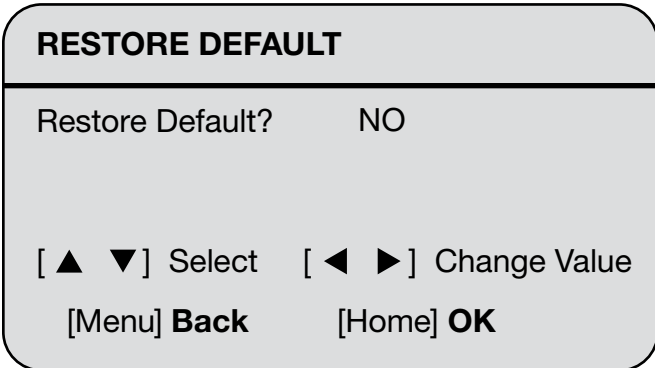 RESTORE DEFAULT
Restore Default? NO
[ ▲ ▼ ] Select [ ◀ ▶ ] Change Value
[Menu] Back [Home] OK